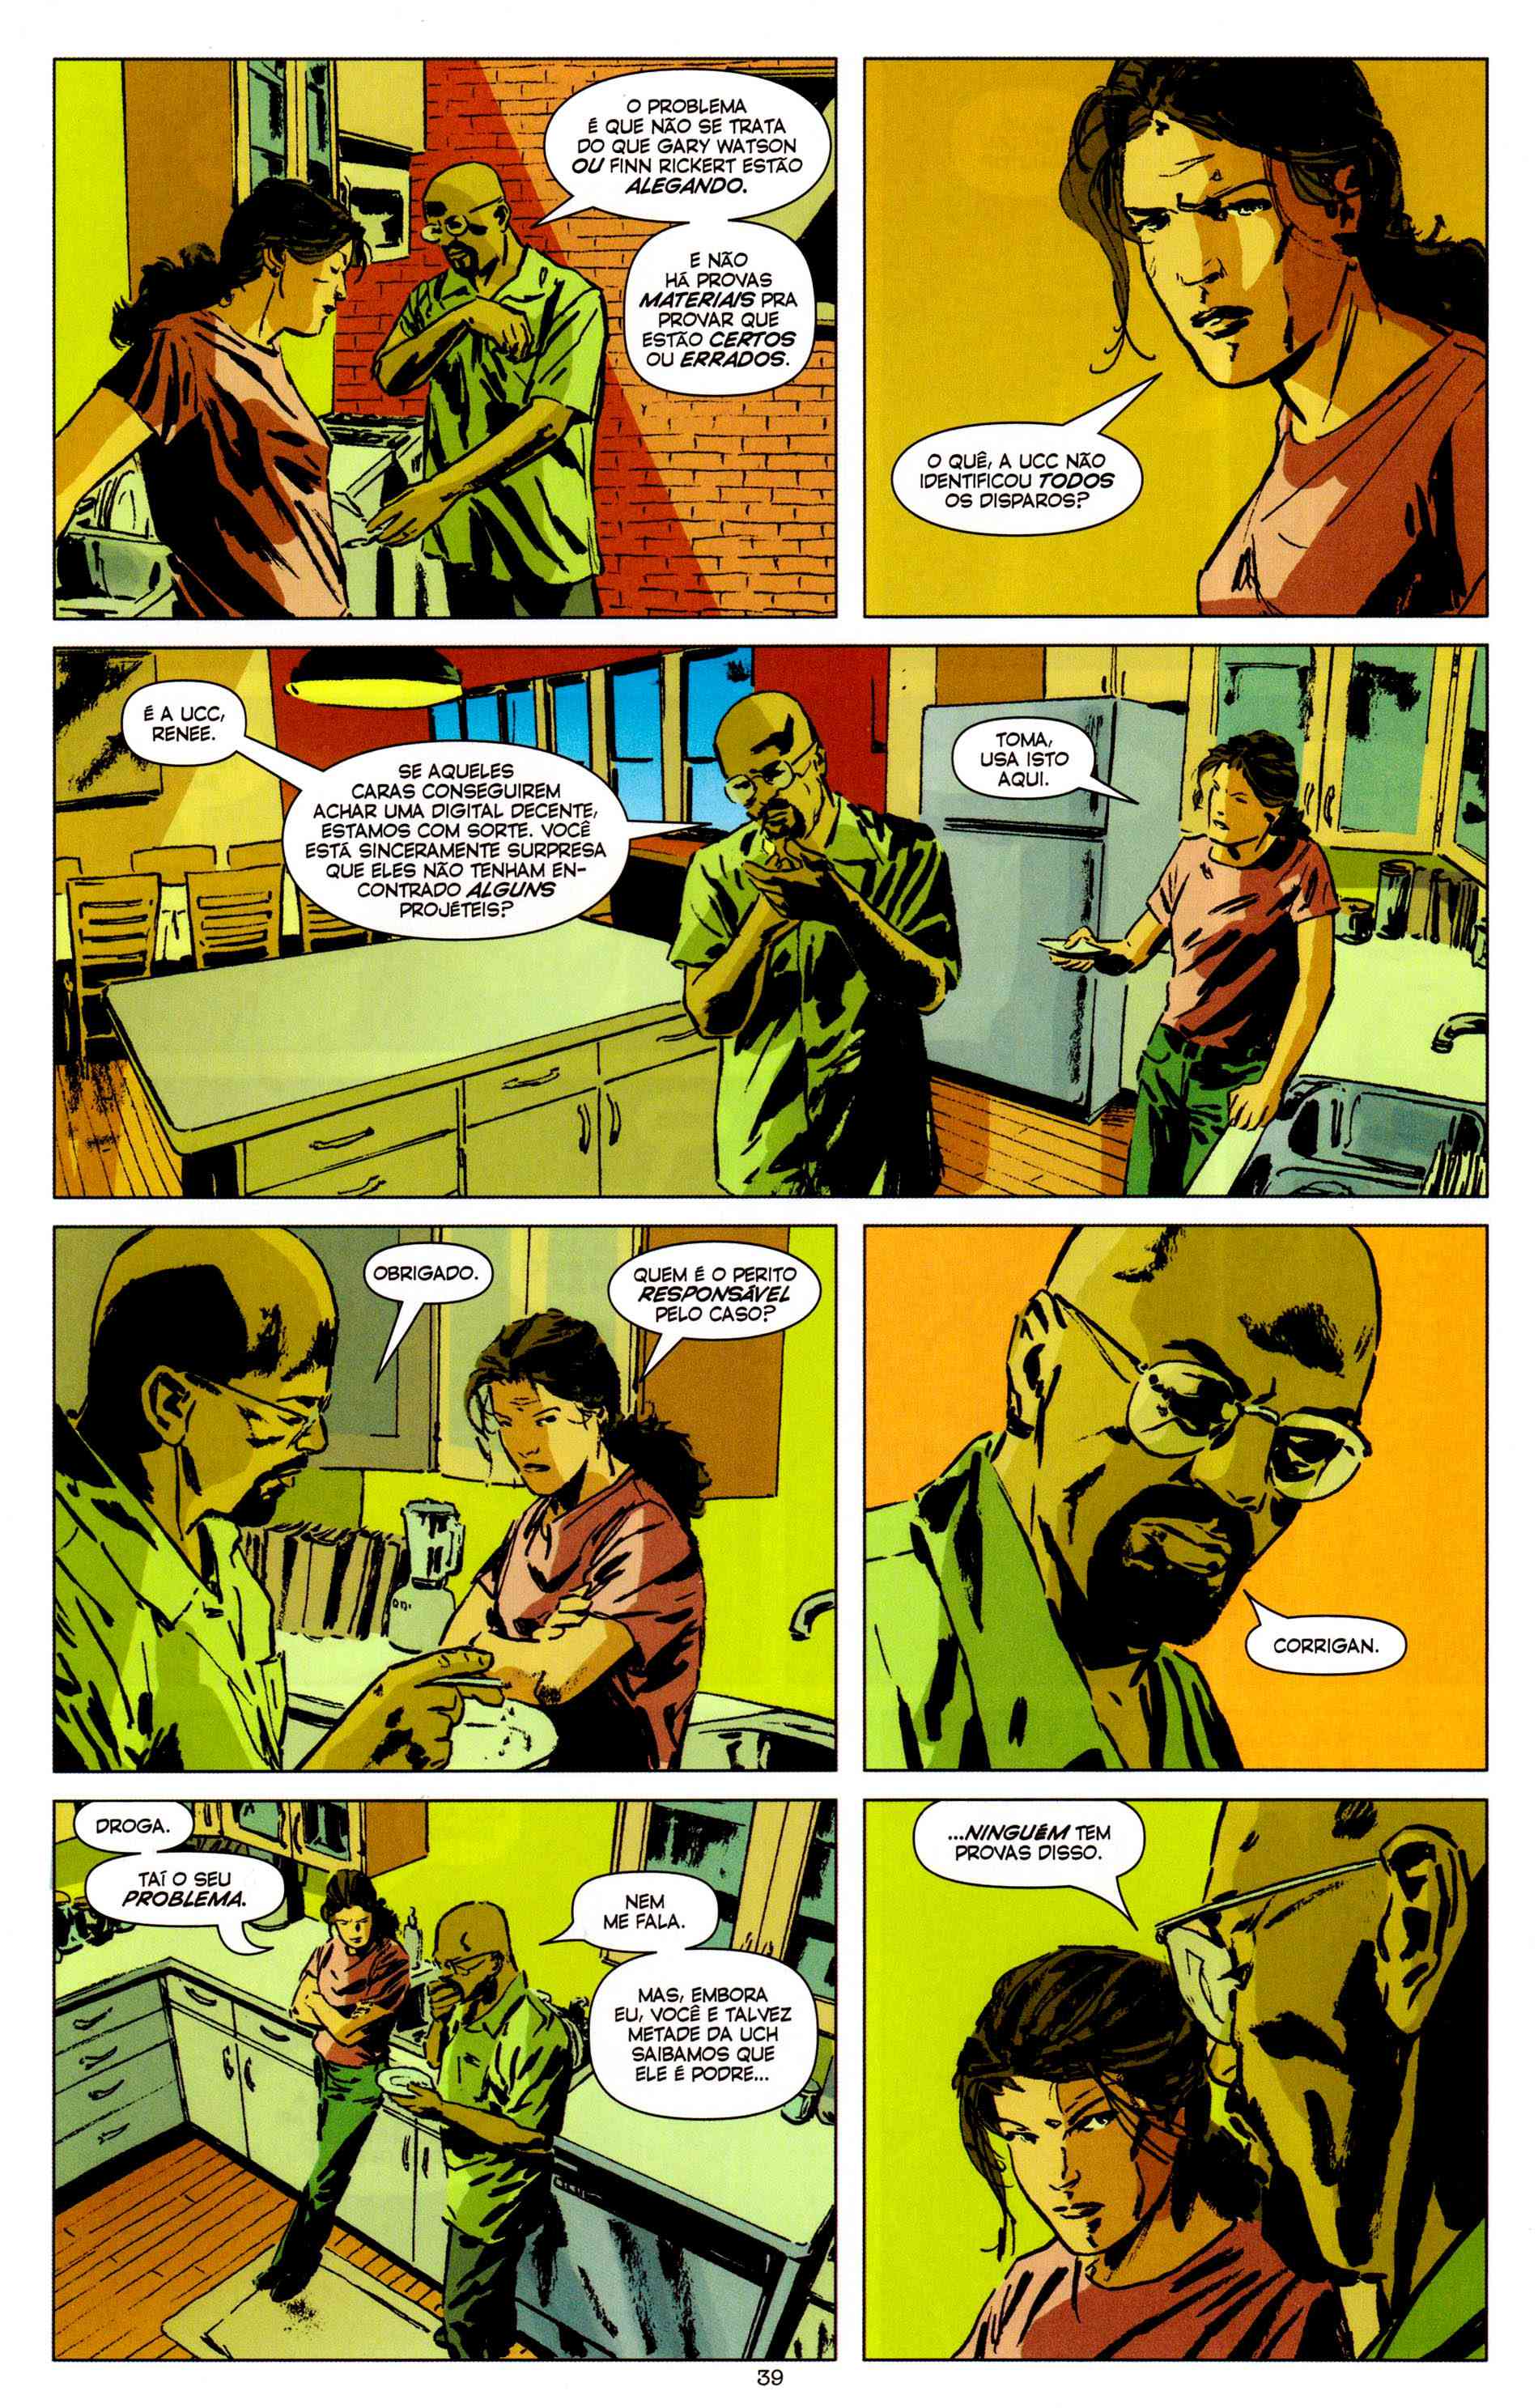 O PROBLEMA
É QUE NÃO SE TRATA
DO QUE GARY WATSON
OU FINN RICKERT ESTÃO
ALEGANDO.
E NÃO
HÁ PROVAS
MATERIAIS PRA
PROVAR QUE
ESTÃO CERTOS
OU ERRADOS.
O QUÊ, A UCC NÃO
IDENTIFICOU TODOS
OS DISPAROS?
É A UCC,
RENEE.
SE AQUELES
CARAS CONSEGUIREM
ACHAR UMA DIGITAL DECENTE,
ESTAMOS COM SORTE. VOCÊ
ESTÁ SINCERAMENTE SURPRESA
QUE ELES NÃO TENHAM EN-
CONTRADO ALGUNS
PROJÉTEIS?
TOMA,
USA ISTO
AQUI.
OBRIGADO.
QUEM É O PERITO
RESPONSÁVEL
PELO CASO?
CORRIGAN.
DROGA.
TAÍ O SEU
PROBLEMA.
NEM
ME FALA.
MAS, EMBORA
EU, VOCÊ E TALVEZ
METADE DA UCH
SAIBAMOS QUE
ELE É PODRE...
...NINGUÉM TEM
PROVAS DISSO.
39